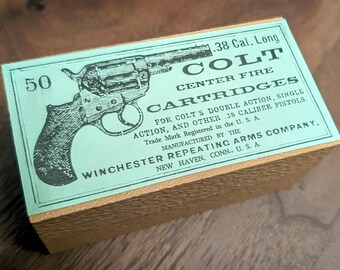 50
.38 Cal. Long
COLT
CENTER FIRE
CARTRIDGES
FOR COLT'S DOUBLE ACTION, SINGLE
ACTION, AND OTHER .38 CALIBER PISTOLS.
Trade Mark Registered in the U. S. A.
MANUFACTURED BY THE
WINCHESTER REPEATING ARMS COMPANY,
NEW HAVEN, CONN., U. S. A.